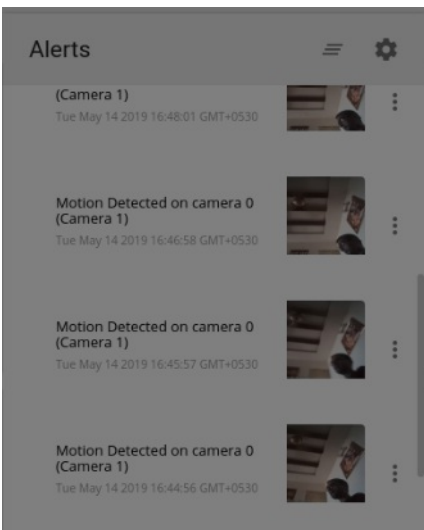 Alerts
(Camera 1)
Tue May 14 2019 16:48:01 GMT+0530
Motion Detected on camera 0
(Camera 1)
Tue May 14 2019 16:46:58 GMT+0530
Motion Detected on camera 0
(Camera 1)
Tue May 14 2019 16:45:57 GMT+0530
Motion Detected on camera 0
(Camera 1)
Tue May 14 2019 16:44:56 GMT+0530